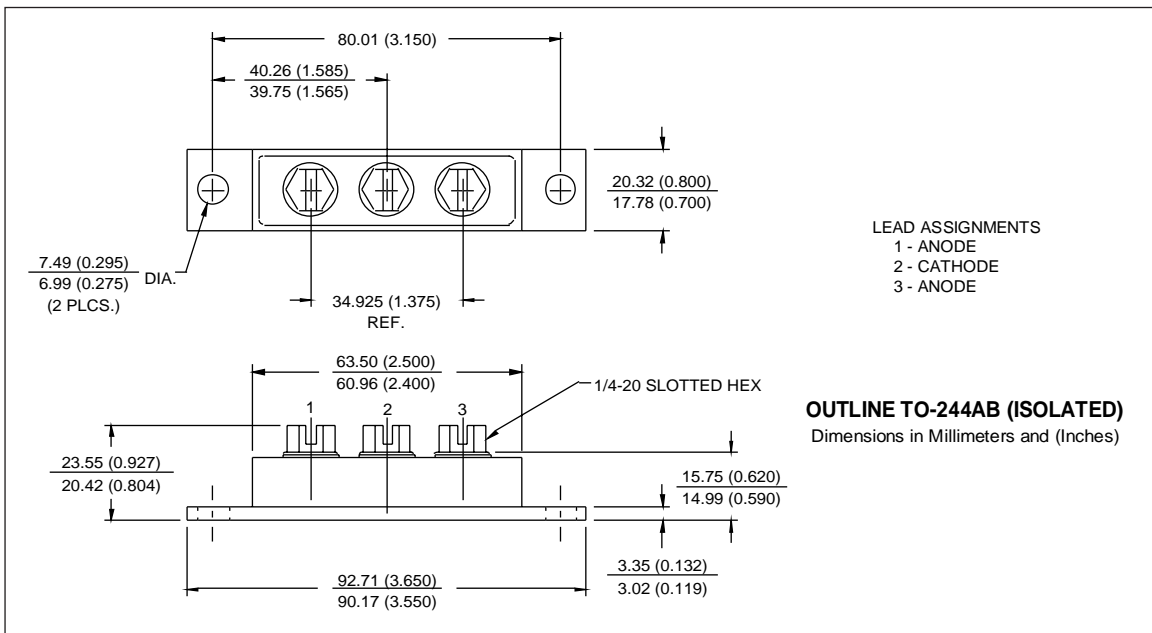 80.01 (3.150)
40.26 (1.585)
39.75 (1.565)
20.32 (0.800)
17.78 (0.700)
LEAD ASSIGNMENTS
1 - ANODE
2 - CATHODE
3 - ANODE
7.49 (0.295)
6.99 (0.275)
DIA.
(2 PLCS.)
34.925 (1.375)
REF.
63.50 (2.500)
60.96 (2.400)
1/4-20 SLOTTED HEX
1 2 3
OUTLINE TO-244AB (ISOLATED)
Dimensions in Millimeters and (Inches)
23.55 (0.927)
20.42 (0.804)
15.75 (0.620)
14.99 (0.590)
3.35 (0.132)
3.02 (0.119)
92.71 (3.650)
90.17 (3.550)